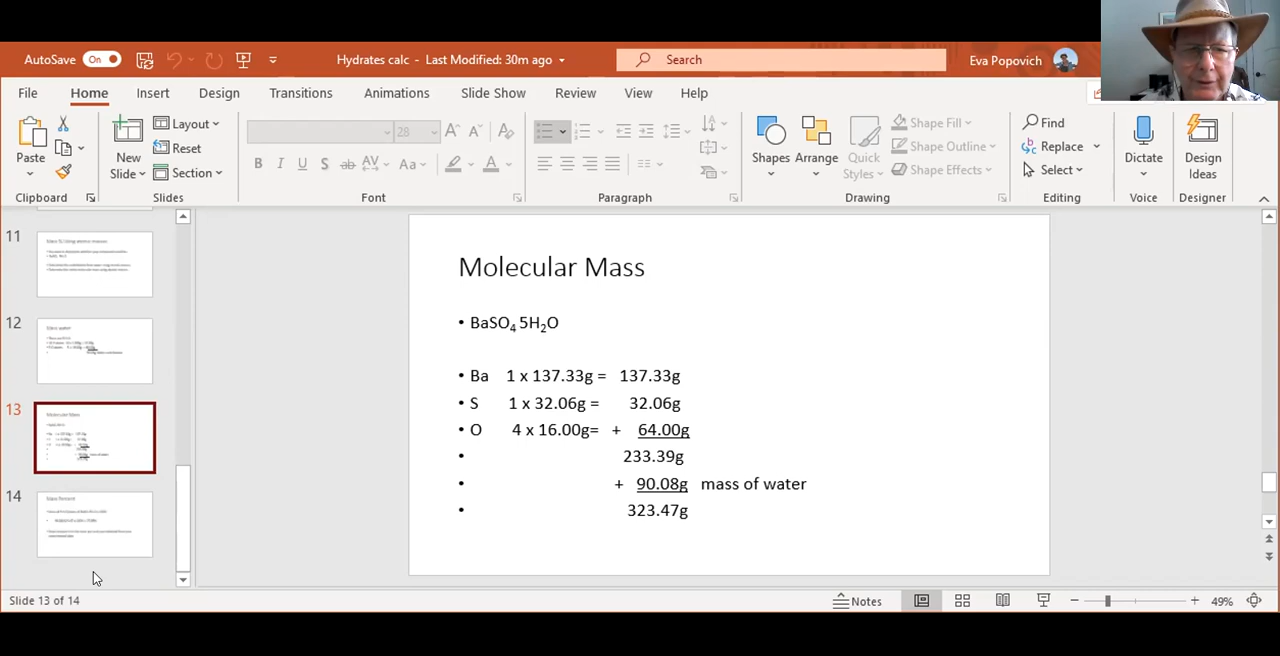 AutoSave On Hydrates calc - Last Modified: 30m ago Search Eva Popovich
File Home Insert Design Transitions Animations Slide Show Review View Help
Paste
Clipboard
New
Slide
Layout
Reset
Section
Slides
28
Font
Paragraph
Shapes
Arrange
Quick
Styles
Shape Fill
Shape Outline
Shape Effects
Drawing
Find
Replace
Select
Editing
Dictate
Voice
Design
Ideas
Designer
11
12
13
Molecular Mass
14
Molecular Mass
• BaSO₄ 5H₂O
• Ba 1 x 137.33g = 137.33g
• S 1 x 32.06g = 32.06g
• O 4 x 16.00g= + 64.00g
• 233.39g
• + 90.08g mass of water
• 323.47g
Slide 13 of 14 Notes 49%